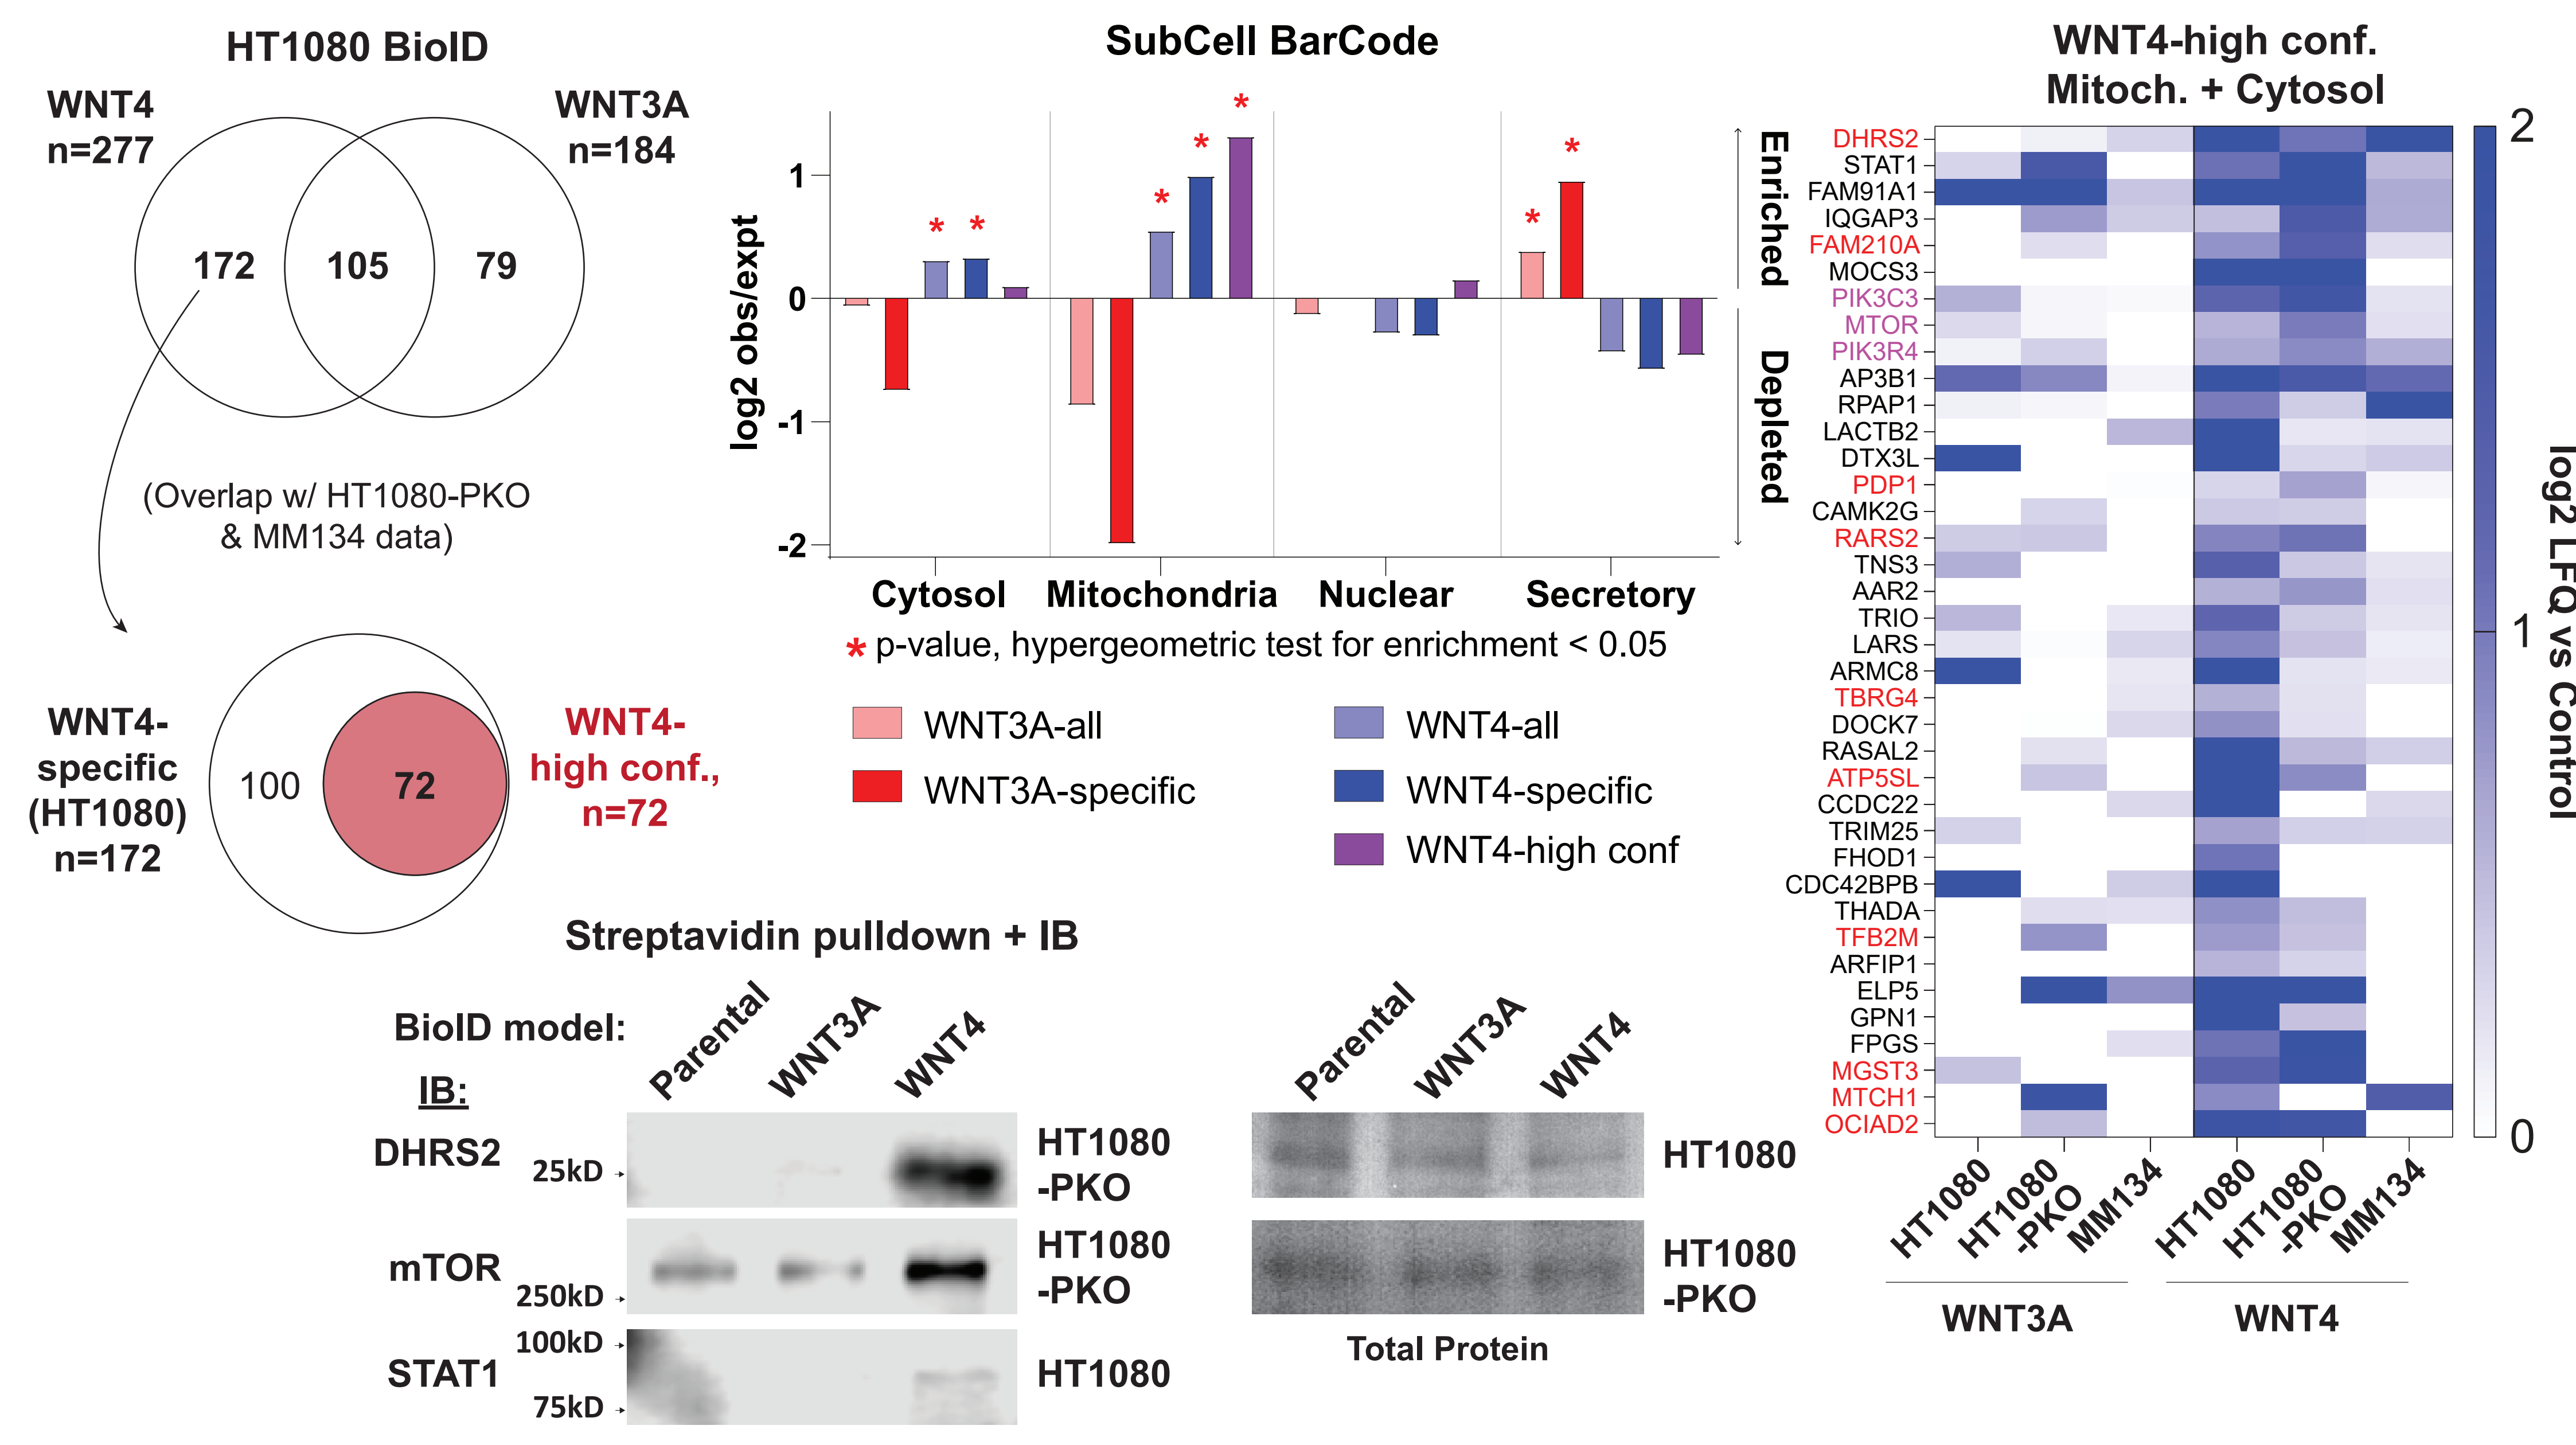 HT1080 BioID
WNT4
n=277
WNT3A
n=184
172
105
79
(Overlap w/ HT1080-PKO
& MM134 data)
WNT4-
specific
(HT1080)
n=172
100
72
WNT4-
high conf.,
n=72
SubCell BarCode
log2 obs/expt
1
0
-1
-2
*
*
*
*
*
*
*
Enriched
Depleted
Cytosol
Mitochondria
Nuclear
Secretory
* p-value, hypergeometric test for enrichment < 0.05
WNT3A-all
WNT3A-specific
WNT4-all
WNT4-specific
WNT4-high conf
Streptavidin pulldown + IB
BioID model:
Parental
WNT3A
WNT4
IB:
DHRS2
25kD
HT1080
-PKO
mTOR
250kD
HT1080
-PKO
STAT1
100kD
75kD
HT1080
Parental
WNT3A
WNT4
HT1080
HT1080
-PKO
Total Protein
WNT4-high conf.
Mitoch. + Cytosol
DHRS2
STAT1
FAM91A1
IQGAP3
FAM210A
MOCS3
PIK3C3
MTOR
PIK3R4
AP3B1
RPAP1
LACTB2
DTX3L
PDP1
CAMK2G
RARS2
TNS3
AAR2
TRIO
LARS
ARMC8
TBRG4
DOCK7
RASAL2
ATP5SL
CCDC22
TRIM25
FHOD1
CDC42BPB
THADA
TFB2M
ARFIP1
ELP5
GPN1
FPGS
MGST3
MTCH1
OCIAD2
HT1080
HT1080
-PKO
MM134
HT1080
HT1080
-PKO
MM134
WNT3A
WNT4
2
1
0
log2 LFQ vs Control